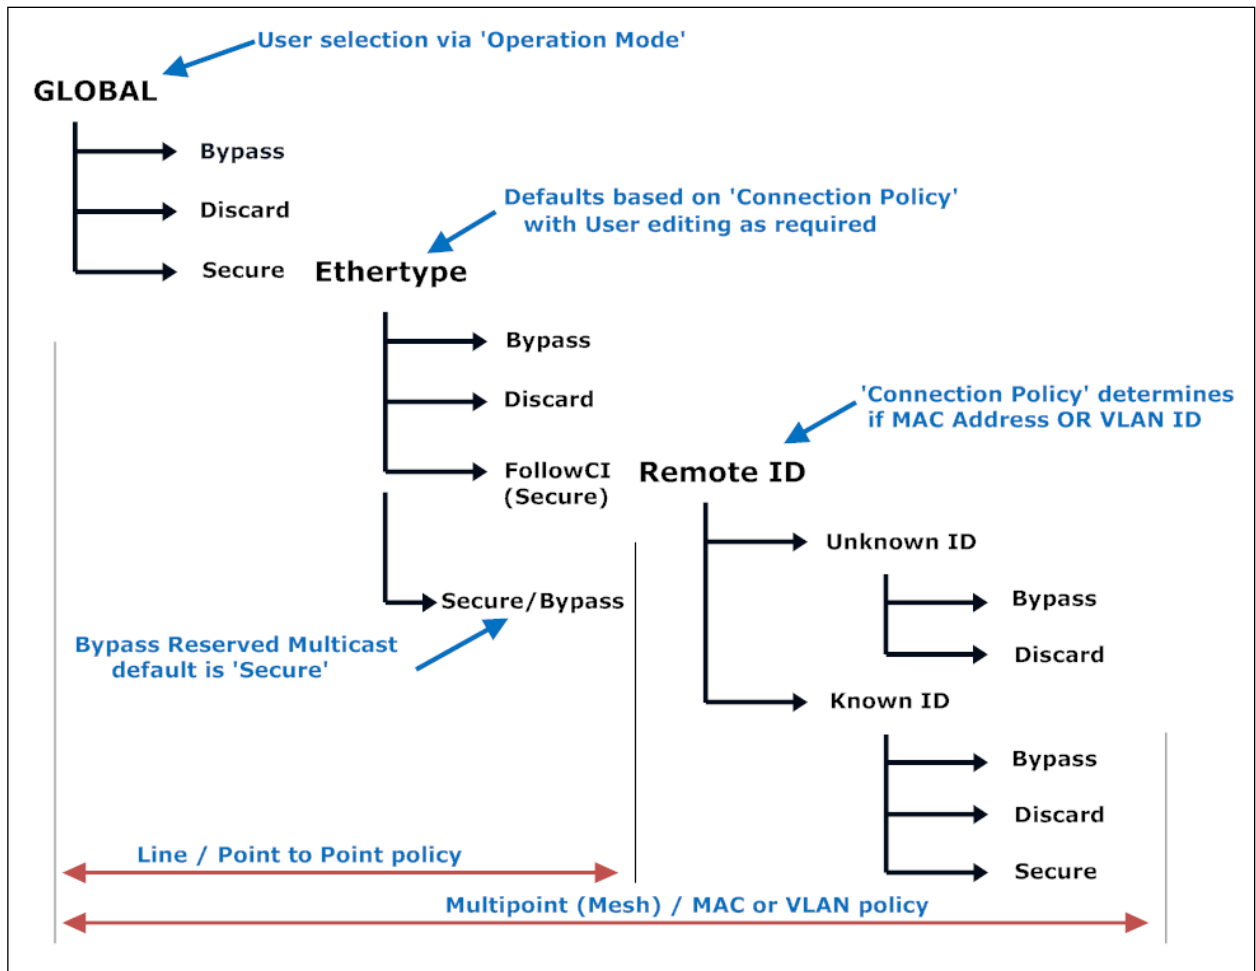 User selection via 'Operation Mode'
GLOBAL
Bypass
Discard
Secure
Defaults based on 'Connection Policy'
with User editing as required
Ethertype
Bypass
Discard
FollowCI
(Secure)
'Connection Policy' determines
if MAC Address OR VLAN ID
Remote ID
Unknown ID
Bypass
Discard
Secure/Bypass
Bypass Reserved Multicast
default is 'Secure'
Known ID
Bypass
Discard
Secure
Line / Point to Point policy
Multipoint (Mesh) / MAC or VLAN policy